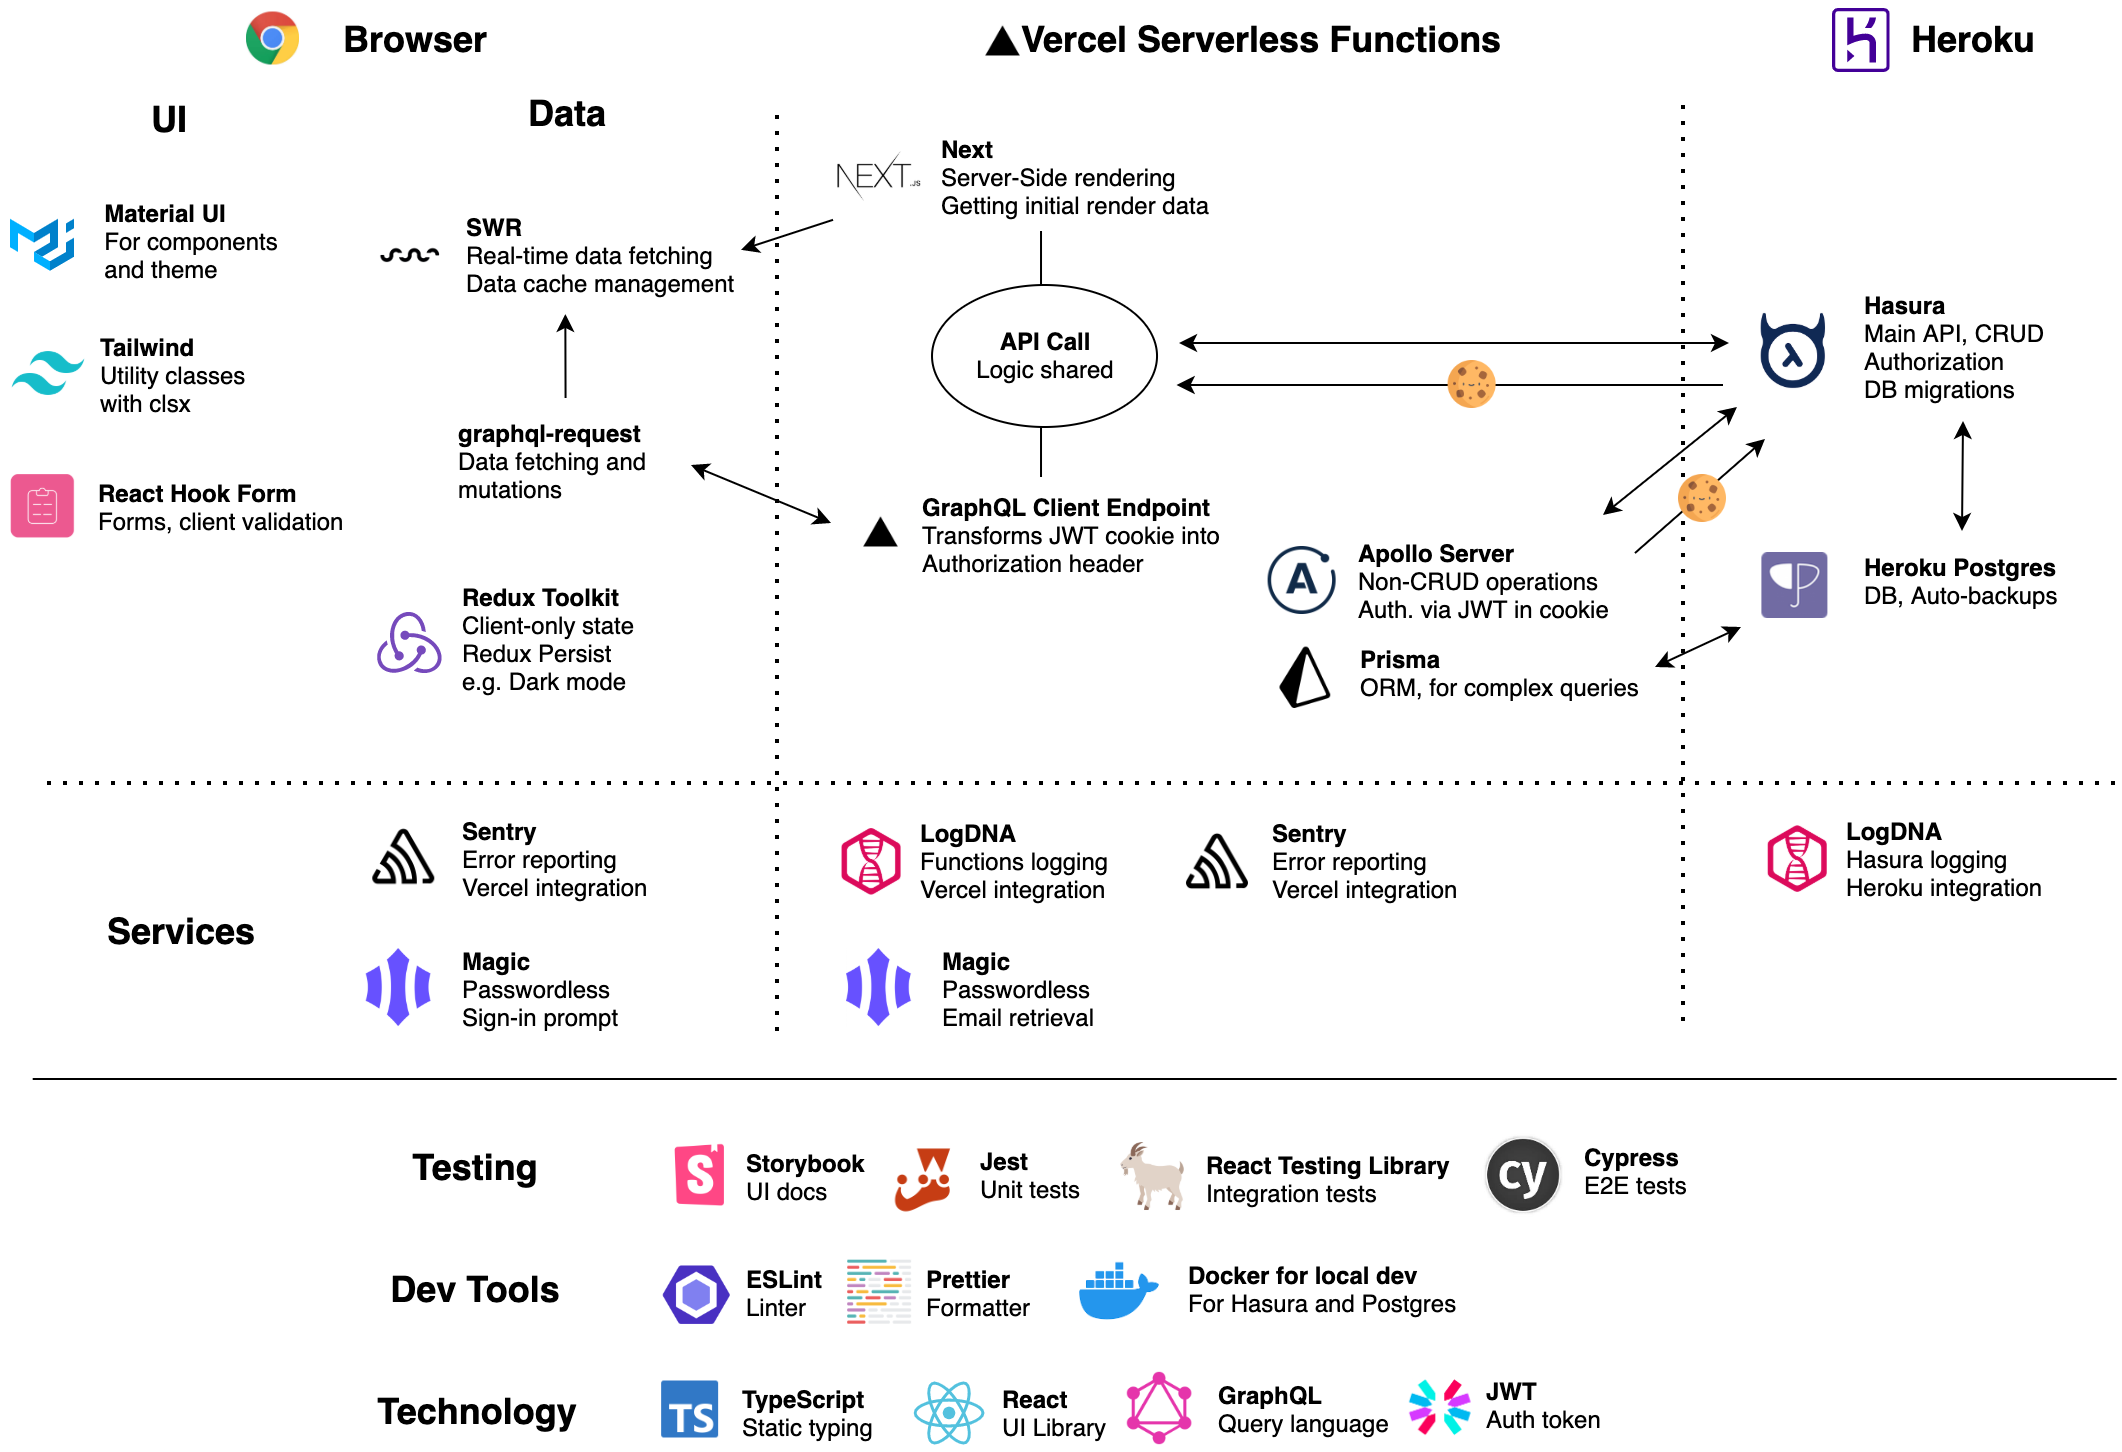 Browser
Vercel Serverless Functions
Heroku
UI
Data
Material UI
For components
and theme
Tailwind
Utility classes
with clsx
React Hook Form
Forms, client validation
SWR
Real-time data fetching
Data cache management
graphql-request
Data fetching and
mutations
Redux Toolkit
Client-only state
Redux Persist
e.g. Dark mode
NEXT.JS
Next
Server-Side rendering
Getting initial render data
API Call
Logic shared
GraphQL Client Endpoint
Transforms JWT cookie into
Authorization header
A
Apollo Server
Non-CRUD operations
Auth. via JWT in cookie
Prisma
ORM, for complex queries
Hasura
Main API, CRUD
Authorization
DB migrations
Heroku Postgres
DB, Auto-backups
Services
Sentry
Error reporting
Vercel integration
Magic
Passwordless
Sign-in prompt
LogDNA
Functions logging
Vercel integration
Sentry
Error reporting
Vercel integration
Magic
Passwordless
Email retrieval
LogDNA
Hasura logging
Heroku integration
Testing
S
Storybook
UI docs
Jest
Unit tests
React Testing Library
Integration tests
cy
Cypress
E2E tests
Dev Tools
ESLint
Linter
Prettier
Formatter
Docker for local dev
For Hasura and Postgres
Technology
TS
TypeScript
Static typing
React
UI Library
GraphQL
Query language
JWT
Auth token